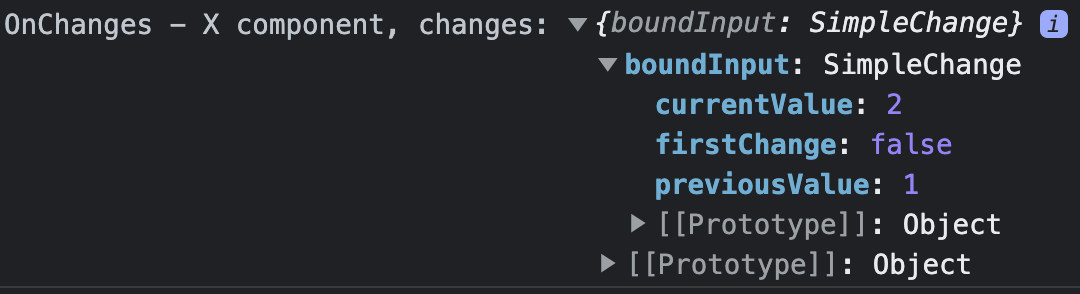 OnChanges – X component, changes: ▼{boundInput: SimpleChange} i
▼boundInput: SimpleChange
currentValue: 2
firstChange: false
previousValue: 1
▶[[Prototype]]: Object
▶[[Prototype]]: Object